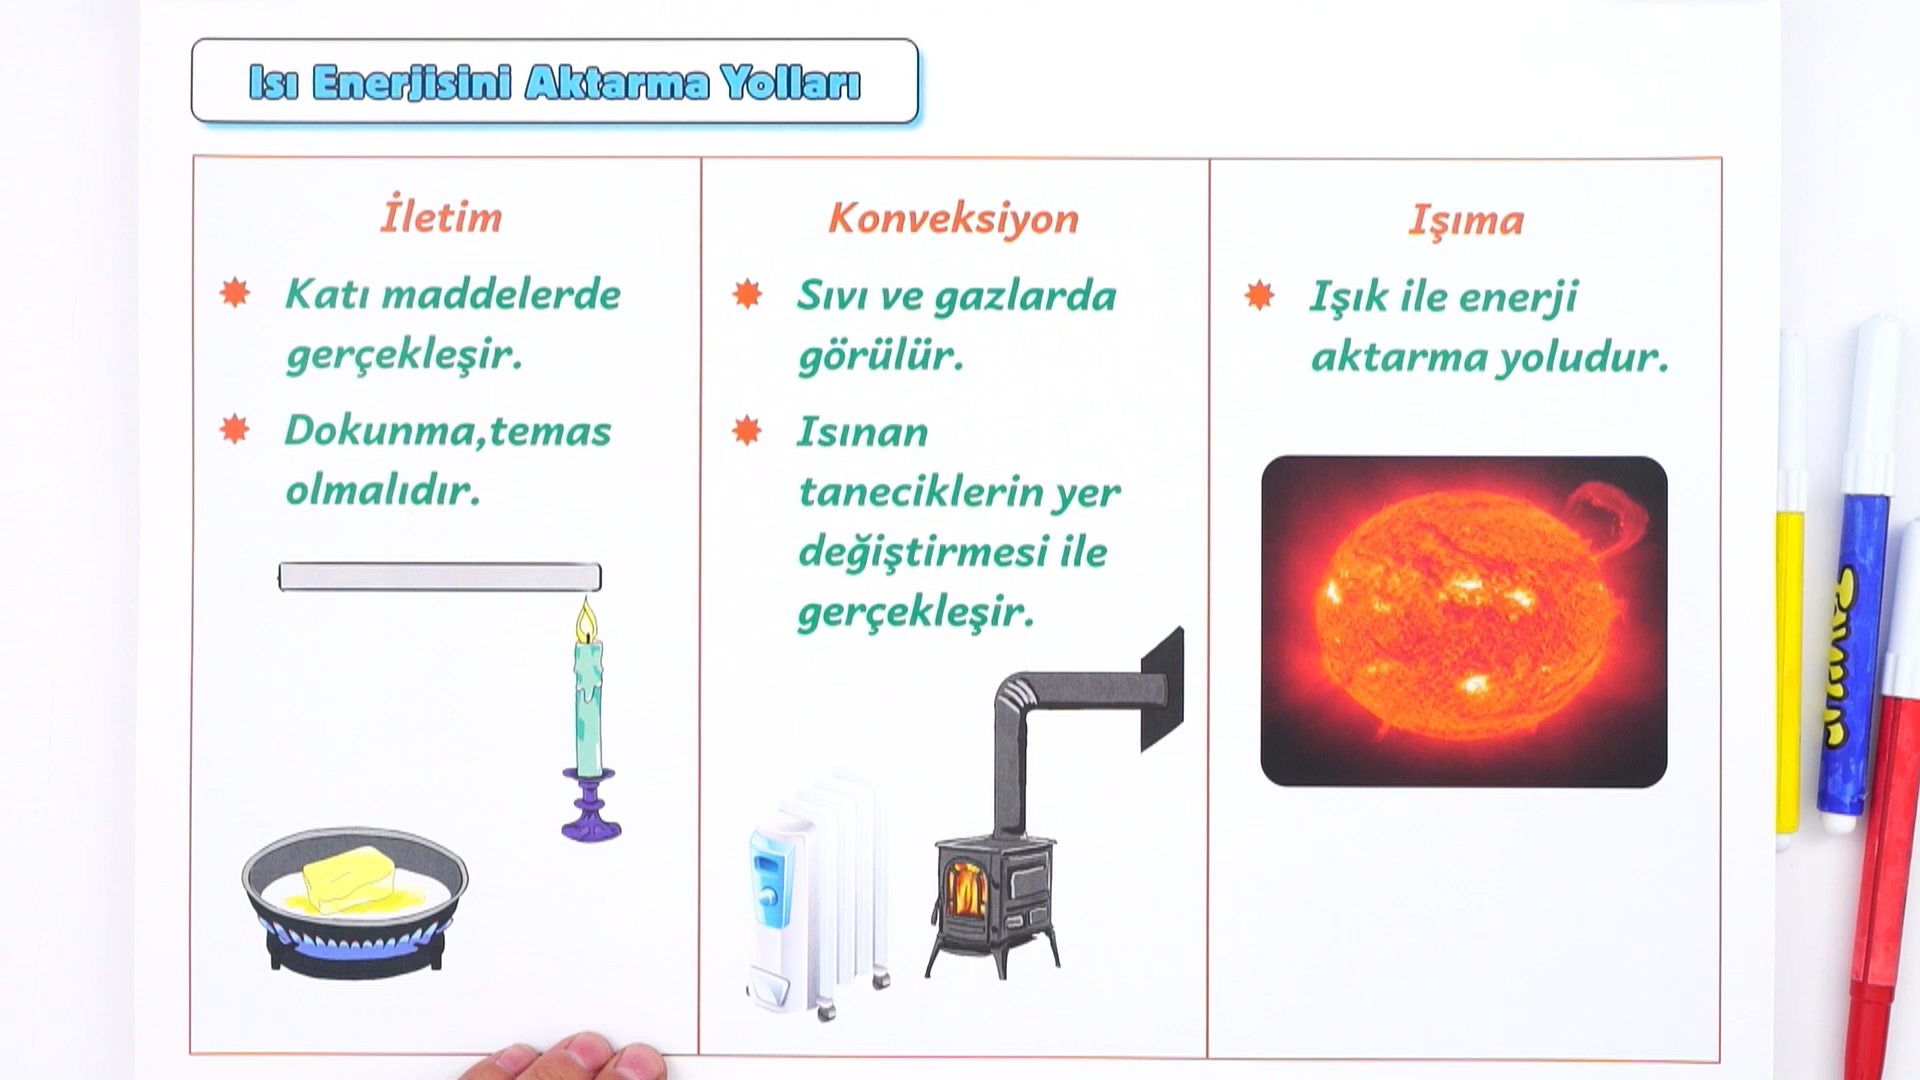 Isı Enerjisini Aktarma Yolları
İletim
Katı maddelerde
gerçekleşir.
Dokunma,temas
olmalıdır.
Konveksiyon
Sıvı ve gazlarda
görülür.
Isınan
taneciklerin yer
değiştirmesi ile
gerçekleşir.
Işıma
Işık ile enerji
aktarma yoludur.